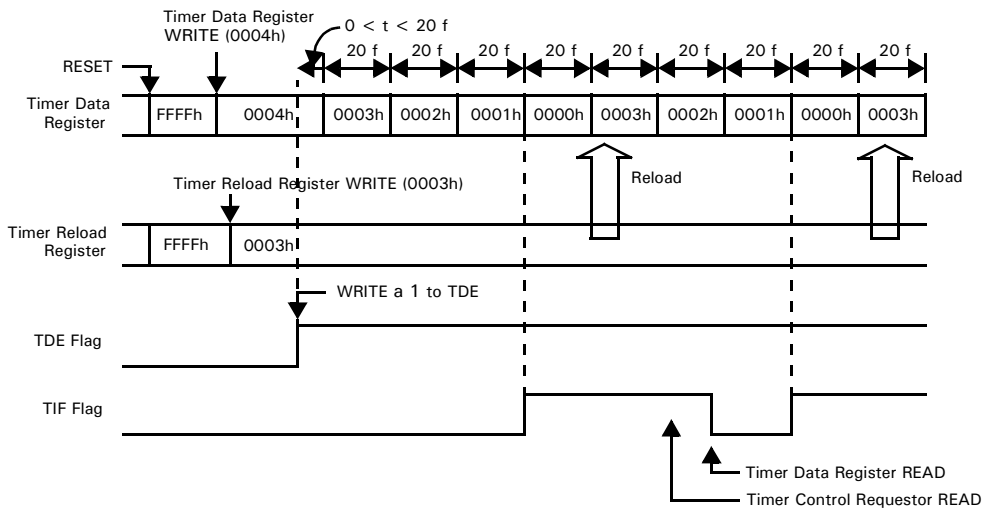 Timer Data Register
WRITE (0004h)
0 < t < 20 f
20 f 20 f 20 f 20 f 20 f 20 f 20 f 20 f 20 f
RESET
Timer Data
Register
FFFFh 0004h 0003h 0002h 0001h 0000h 0003h 0002h 0001h 0000h 0003h
Timer Reload Register WRITE (0003h)
Reload
Reload
Timer Reload
Register
FFFFh 0003h
WRITE a 1 to TDE
TDE Flag
TIF Flag
Timer Data Register READ
Timer Control Requestor READ